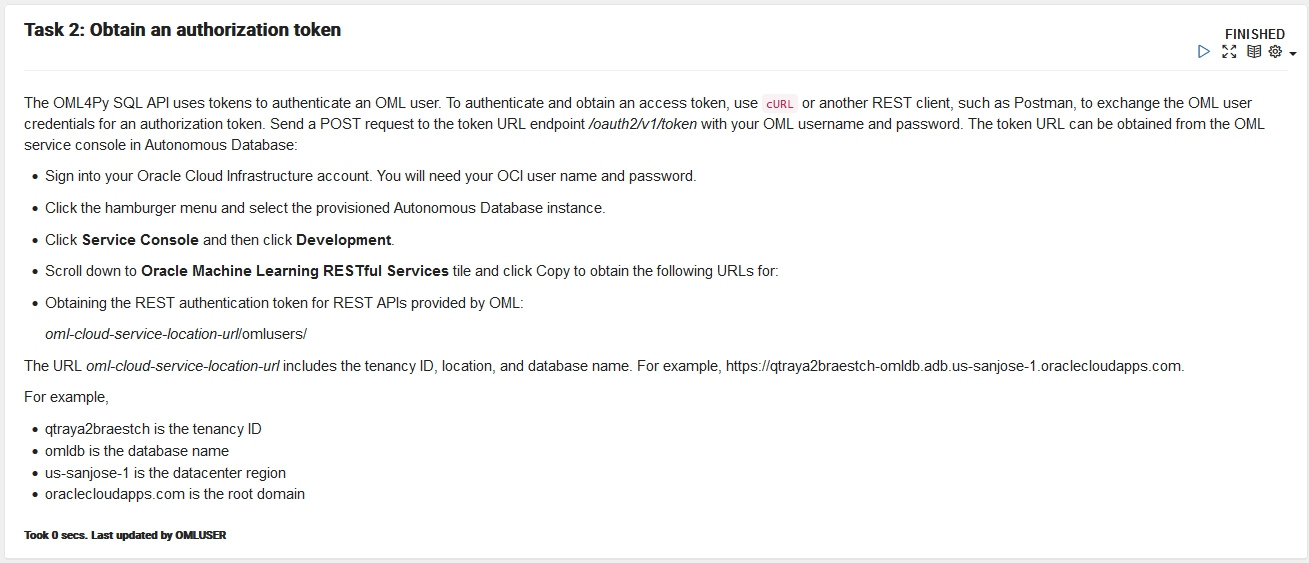 Task 2: Obtain an authorization token
FINISHED
The OML4Py SQL API uses tokens to authenticate an OML user. To authenticate and obtain an access token, use cURL or another REST client, such as Postman, to exchange the OML user
credentials for an authorization token. Send a POST request to the token URL endpoint /oauth2/v1/token with your OML username and password. The token URL can be obtained from the OML
service console in Autonomous Database:
• Sign into your Oracle Cloud Infrastructure account. You will need your OCI user name and password.
• Click the hamburger menu and select the provisioned Autonomous Database instance.
• Click Service Console and then click Development.
• Scroll down to Oracle Machine Learning RESTful Services tile and click Copy to obtain the following URLs for:
• Obtaining the REST authentication token for REST APIs provided by OML:
oml-cloud-service-location-url/omlusers/
The URL oml-cloud-service-location-url includes the tenancy ID, location, and database name. For example, https://qtraya2braestch-omldb.adb.us-sanjose-1.oraclecloudapps.com.
For example,
• qtraya2braestch is the tenancy ID
• omldb is the database name
• us-sanjose-1 is the datacenter region
• oraclecloudapps.com is the root domain
Took 0 secs. Last updated by OMLUSER